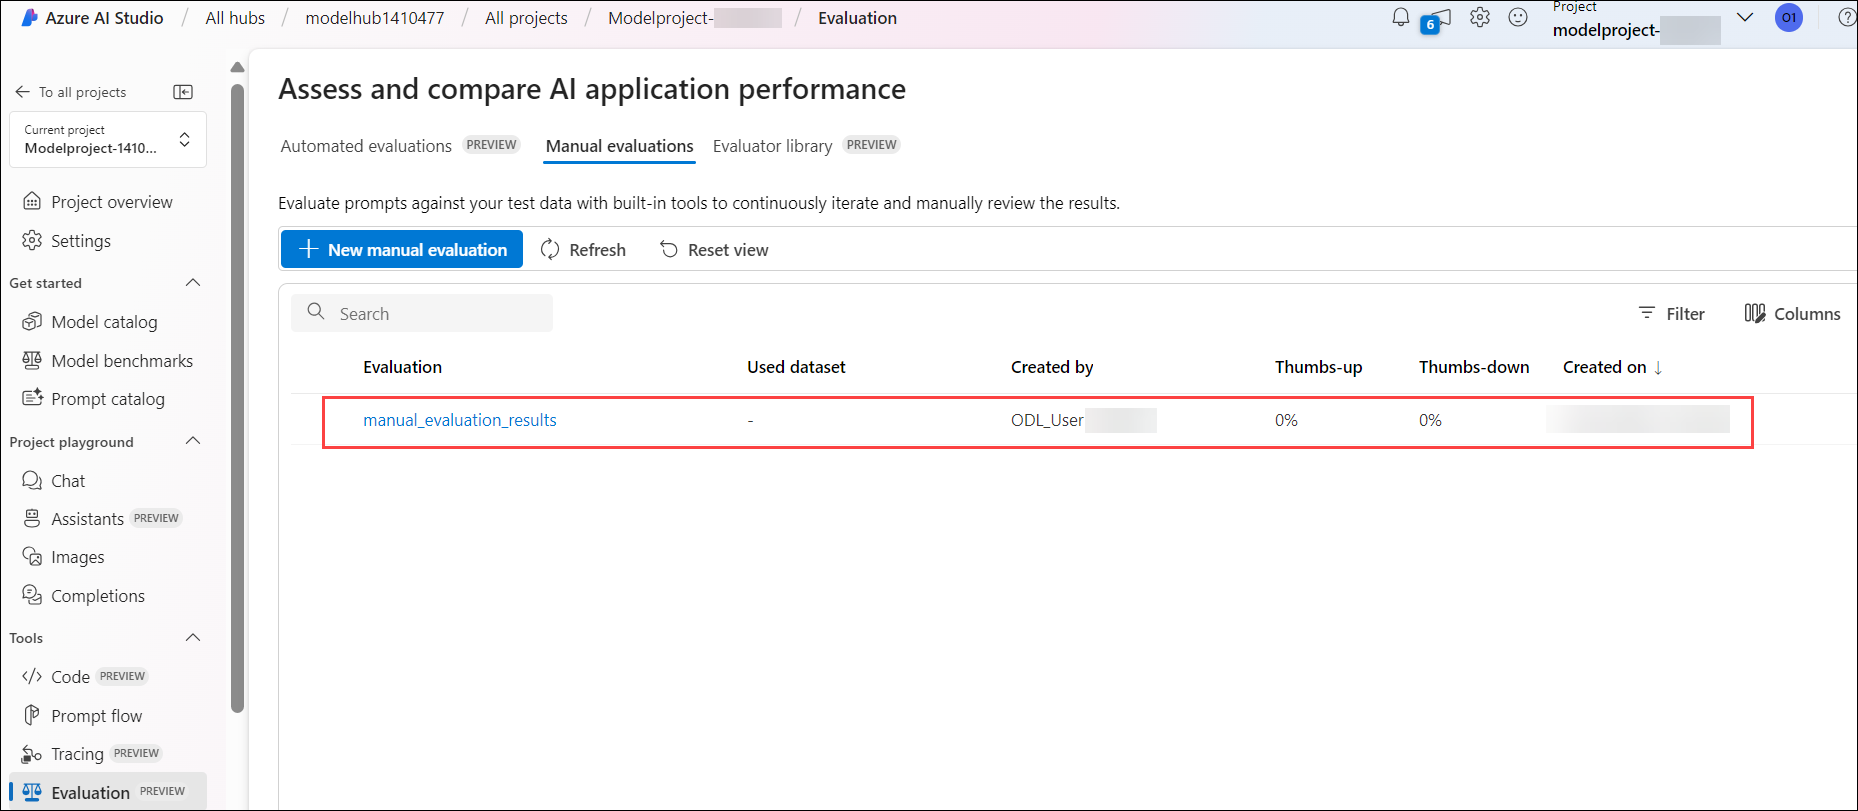 Azure AI Studio / All hubs / modelhub1410477 / All projects / Modelproject- / Evaluation
6
Project
modelproject-
01
To all projects
Current project
Modelproject-1410...
Project overview
Settings
Get started
Model catalog
Model benchmarks
Prompt catalog
Project playground
Chat
Assistants PREVIEW
Images
Completions
Tools
Code PREVIEW
Prompt flow
Tracing PREVIEW
Evaluation PREVIEW
Assess and compare AI application performance
Automated evaluations PREVIEW Manual evaluations Evaluator library PREVIEW
Evaluate prompts against your test data with built-in tools to continuously iterate and manually review the results.
New manual evaluation Refresh Reset view
Search Filter Columns
Evaluation Used dataset Created by Thumbs-up Thumbs-down Created on
manual_evaluation_results - ODL_User 0% 0%